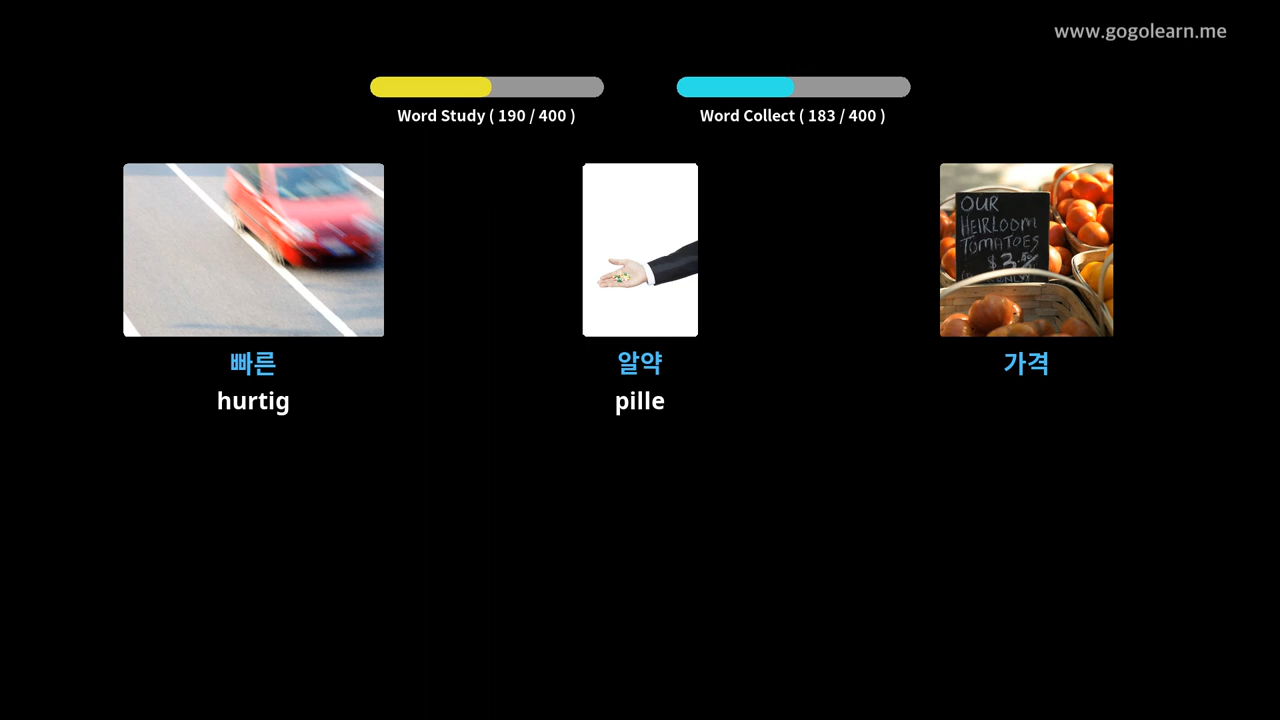 www.gogolearn.me
Word Study ( 190 / 400 )
Word Collect ( 183 / 400 )
OUR
HEIRLOOM
TOMATOES
빠른
알약
가격
hurtig
pille